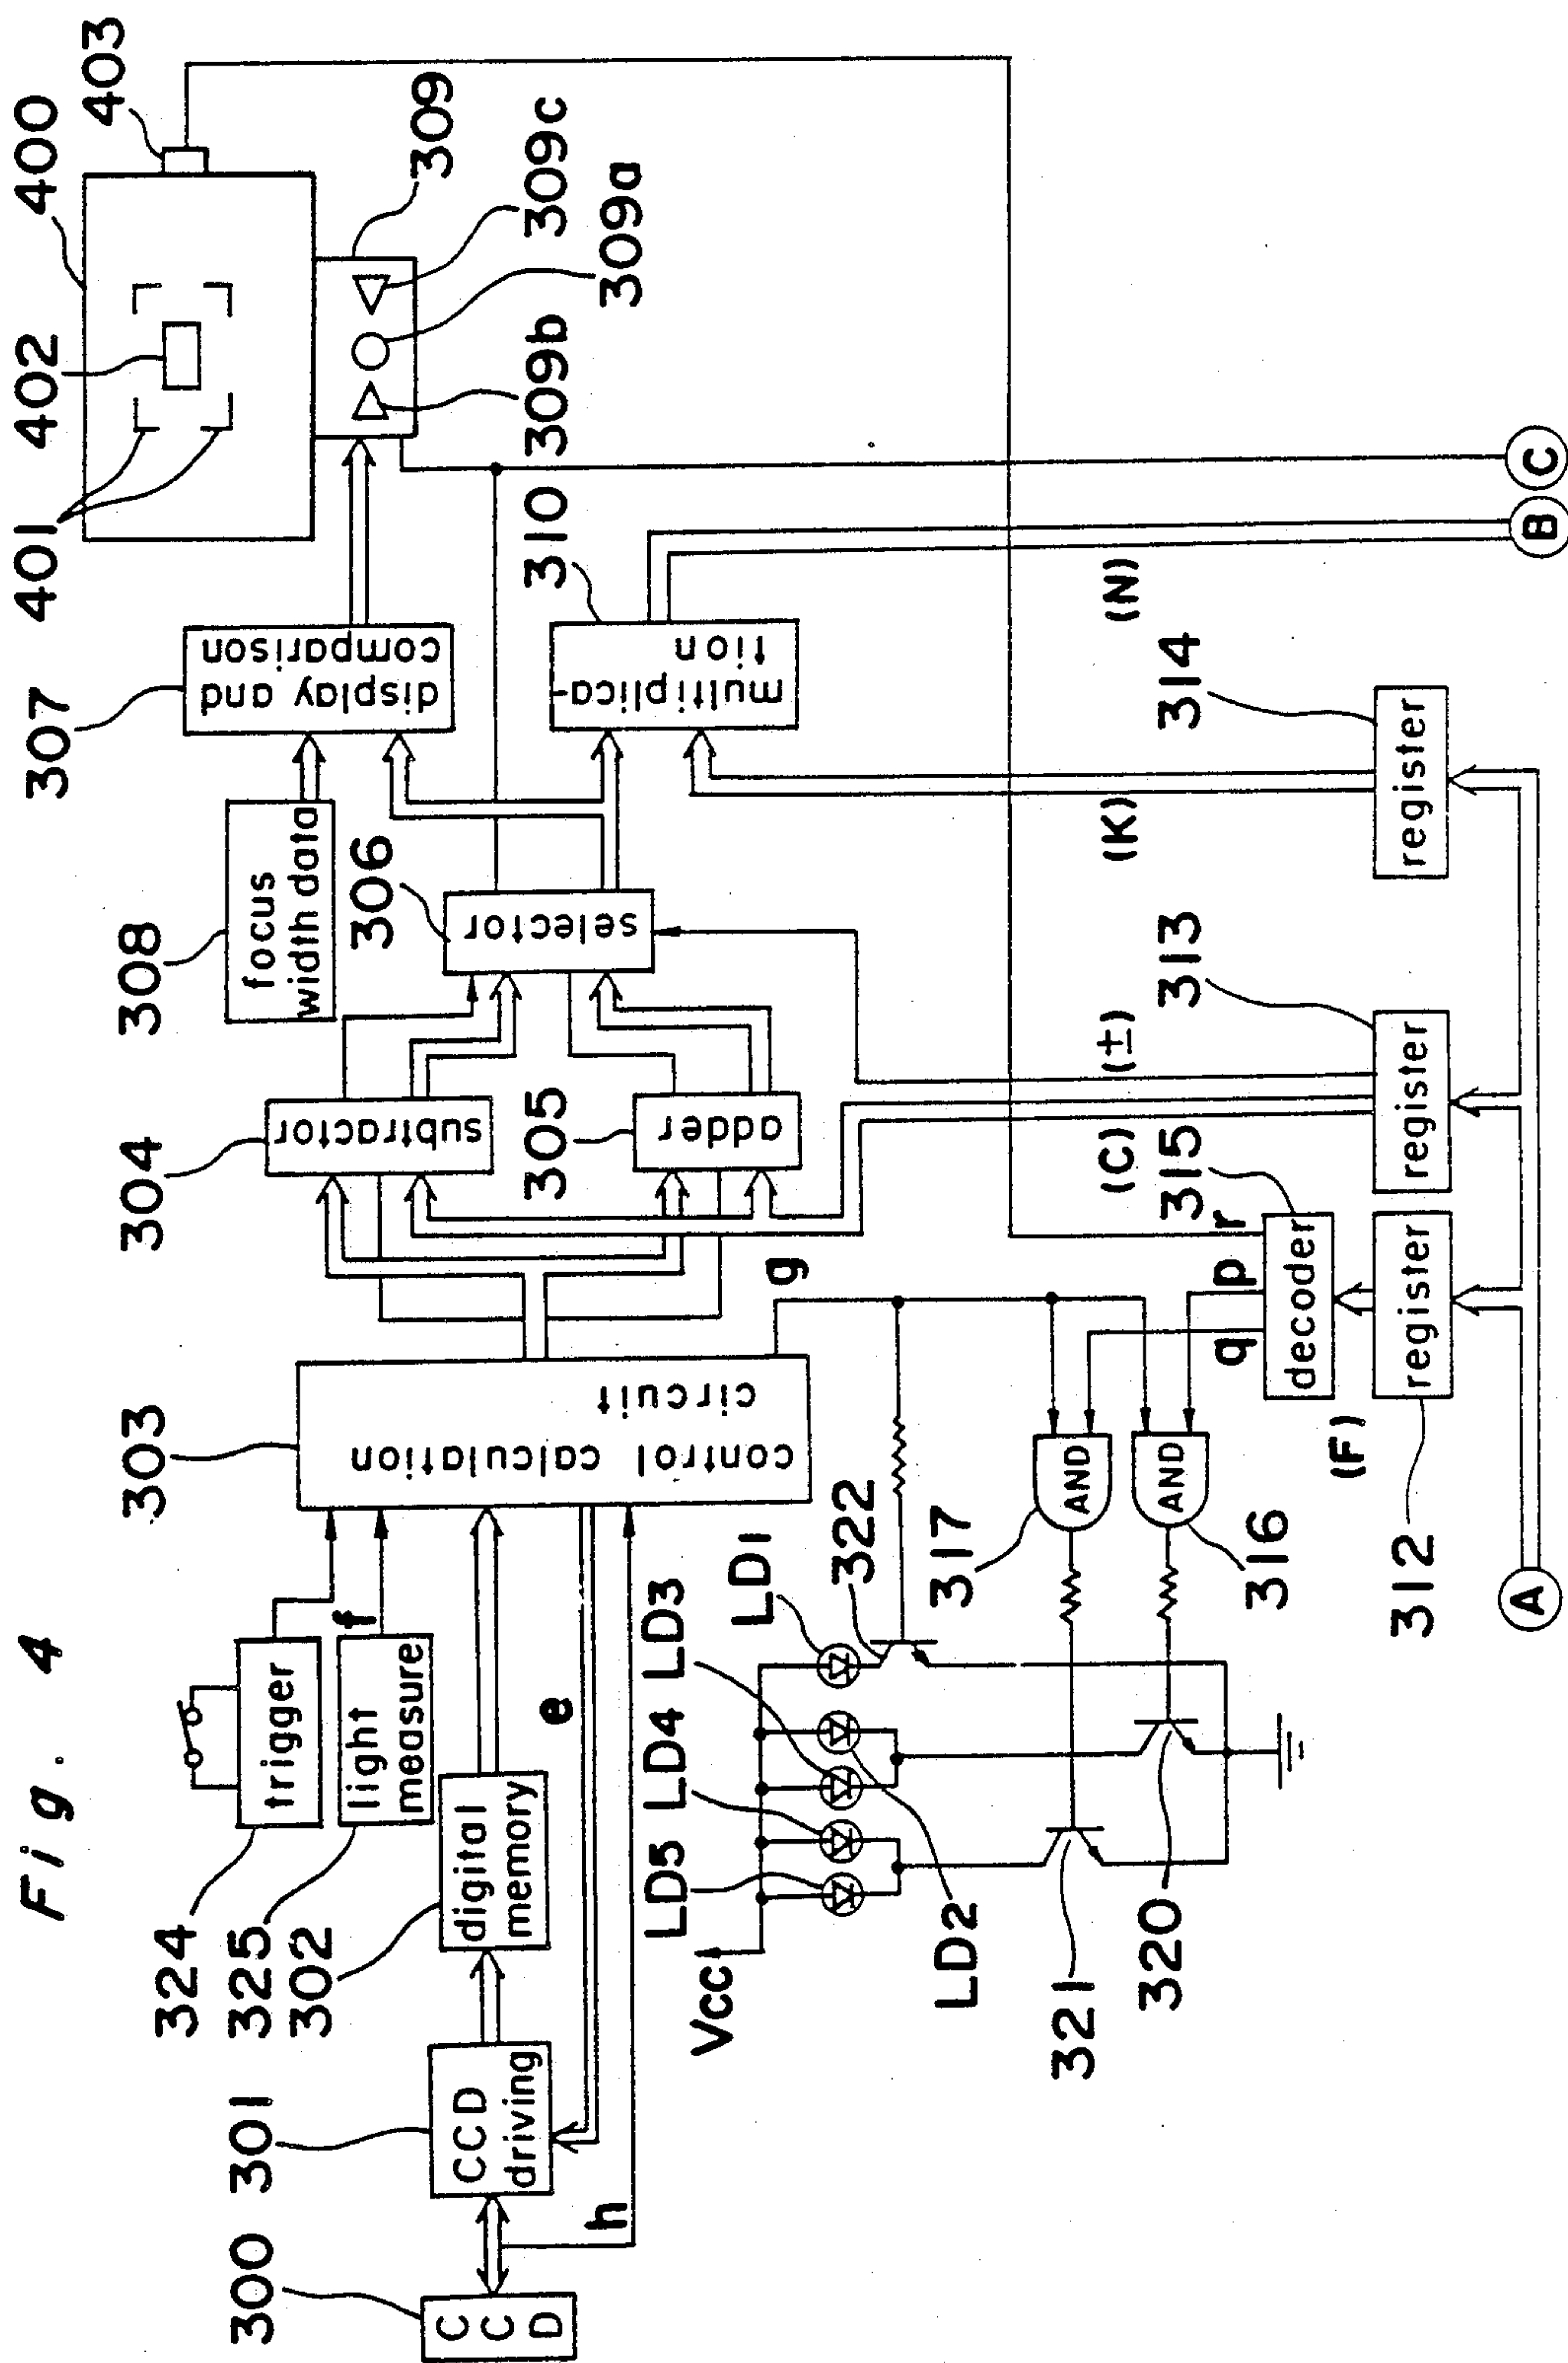 Fig. 4
300
CCD
301
CCD
driving
h
e
324
trigger
325
light
measure
f
302
digital
memory
303
control calculation
circuit
g
304
subtractor
305
adder
306
selector
308
focus
width data
307
display and
comparison
310
multiplica-
tion
400
401
402
403
309
309a
309b
309c
Vcc
LD5
LD4
LD3
LD2
LD1
322
321
320
317
AND
316
AND
q
p
r
315
decoder
(F)
312
register
(C)
(±)
313
register
(K)
314
register
(N)
A
B
C